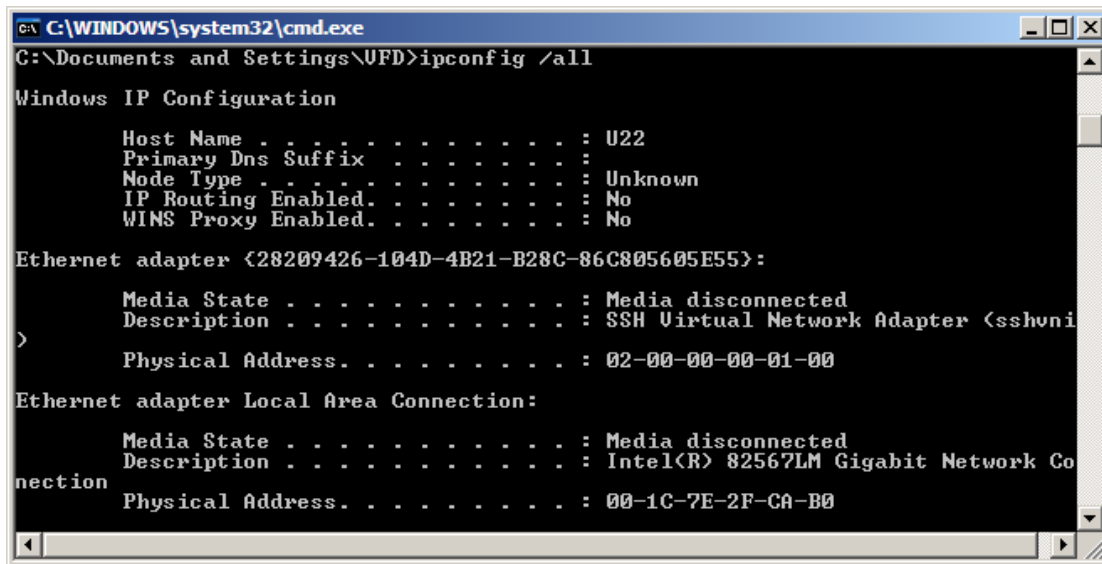 C:\WINDOWS\system32\cmd.exe
C:\Documents and Settings\VFD>ipconfig /all
Windows IP Configuration
Host Name . . . . . . . . . . . . : U22
Primary Dns Suffix  . . . . . . . :
Node Type . . . . . . . . . . . . : Unknown
IP Routing Enabled. . . . . . . . : No
WINS Proxy Enabled. . . . . . . . : No
Ethernet adapter {28209426-104D-4B21-B28C-86C805605E55}:
Media State . . . . . . . . . . . : Media disconnected
Description . . . . . . . . . . . : SSH Virtual Network Adapter (sshvni
)
Physical Address. . . . . . . . . : 02-00-00-00-01-00
Ethernet adapter Local Area Connection:
Media State . . . . . . . . . . . : Media disconnected
Description . . . . . . . . . . . : Intel(R) 82567LM Gigabit Network Co
nection
Physical Address. . . . . . . . . : 00-1C-7E-2F-CA-B0